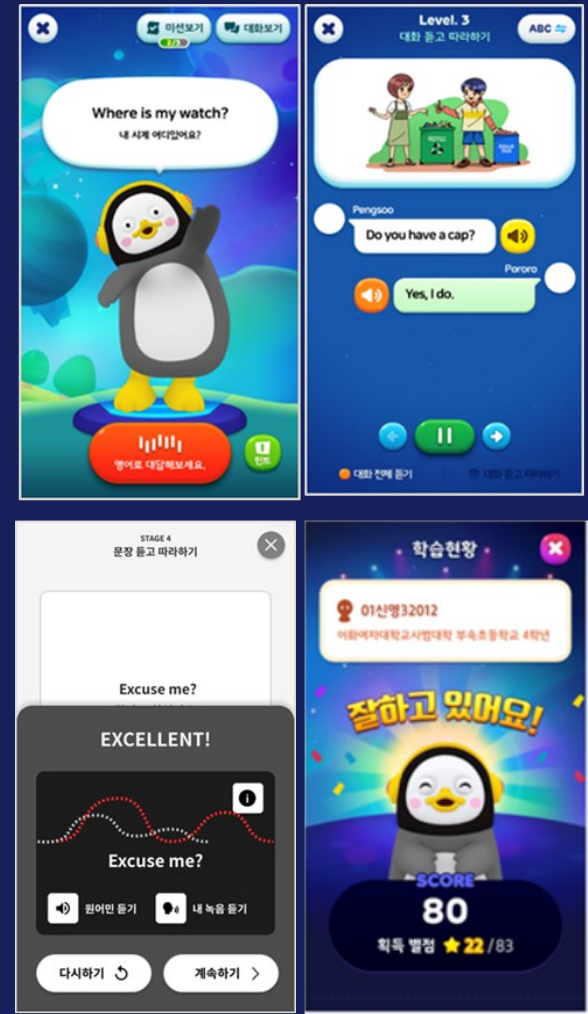 미션보기
대화보기
1/3
Where is my watch?
내 시계 어디있어요?
영어로 대답해보세요.
힌트
Level. 3
대화 듣고 따라하기
ABC
RECYCLE
Pengsoo
Do you have a cap?
Pororo
Yes, I do.
대화 전체 듣기
대화 듣고 따라하기
STAGE 4
문장 듣고 따라하기
Excuse me?
EXCELLENT!
Excuse me?
원어민 듣기
내 녹음 듣기
다시하기
계속하기
학습현황
01신명32012
이화여자대학교사범대학 부속초등학교 4학년
잘하고 있어요!
SCORE
80
획득 별점 22 /83